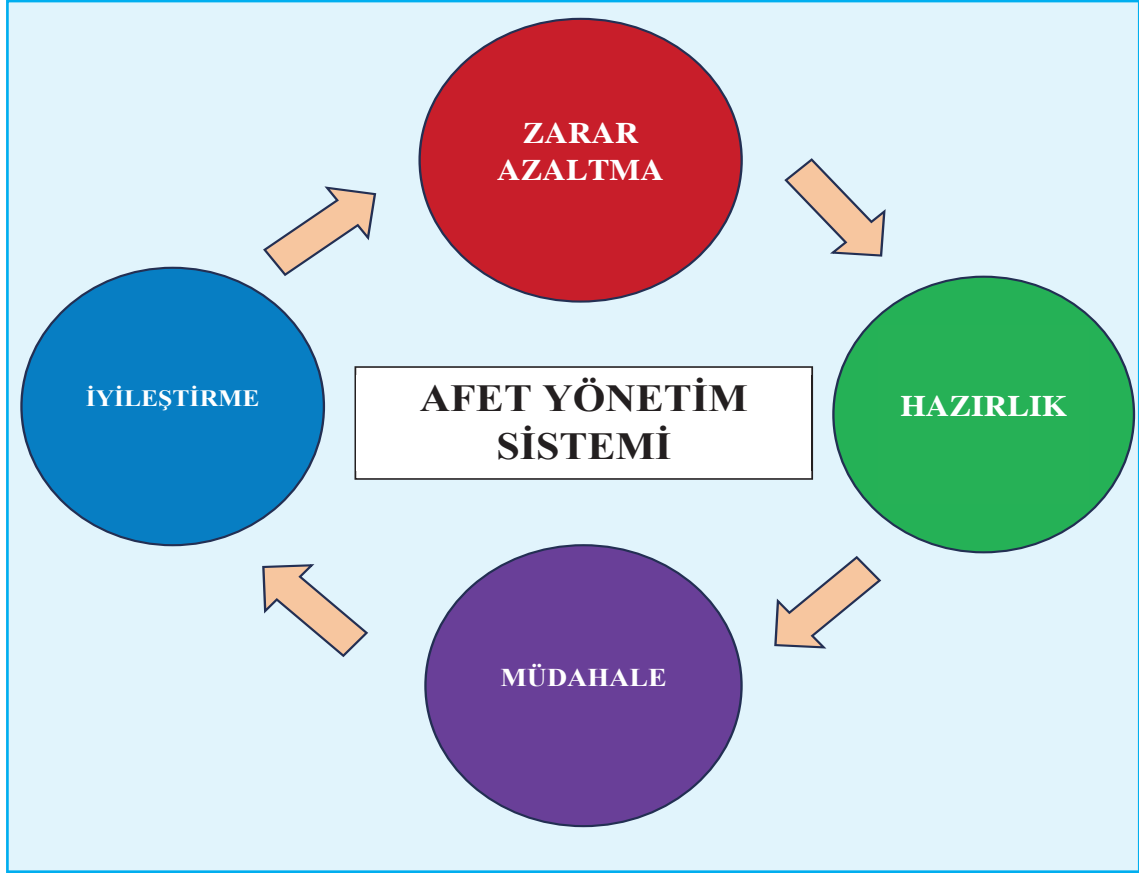 ZARAR
AZALTMA
İYİLEŞTİRME
AFET YÖNETİM
SİSTEMİ
HAZIRLIK
MÜDAHALE